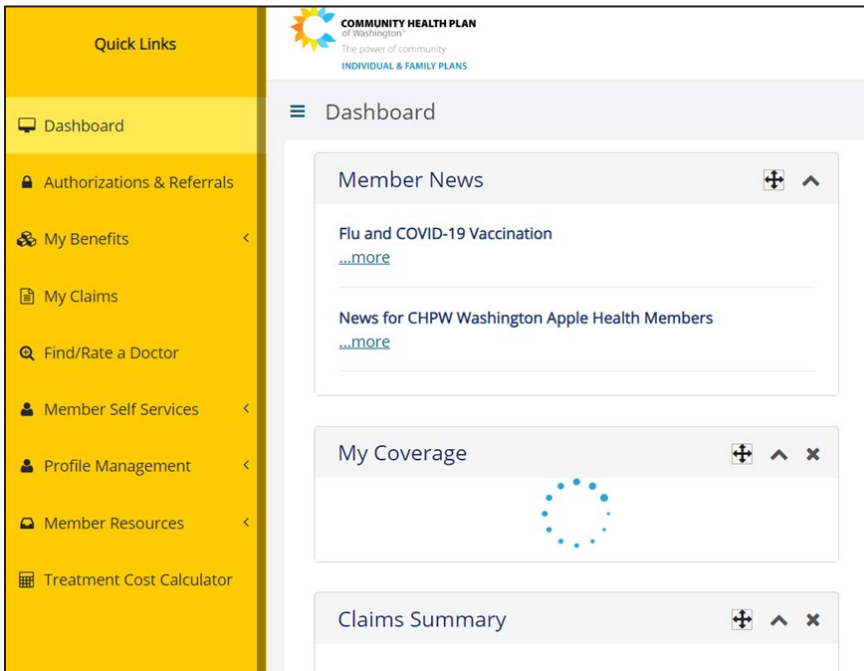 Quick Links
Dashboard
Authorizations & Referrals
My Benefits
My Claims
Find/Rate a Doctor
Member Self Services
Profile Management
Member Resources
Treatment Cost Calculator
COMMUNITY HEALTH PLAN
of Washington™
The power of community
INDIVIDUAL & FAMILY PLANS
Dashboard
Member News
Flu and COVID-19 Vaccination
...more
News for CHPW Washington Apple Health Members
...more
My Coverage
Claims Summary